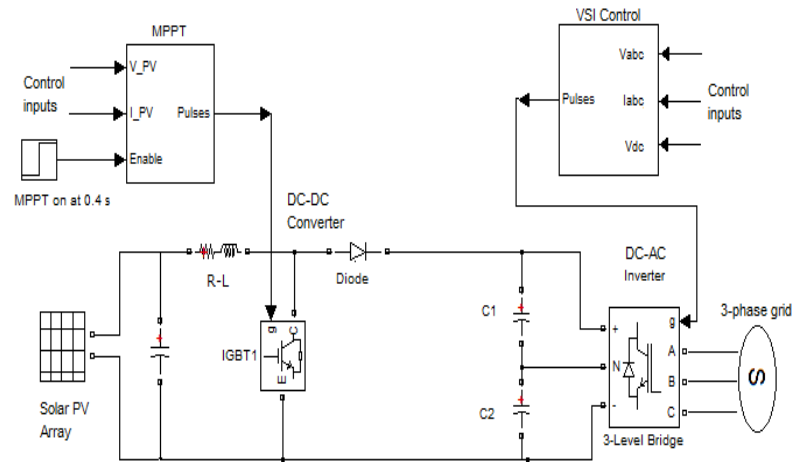 MPPT
V_PV
I_PV
Enable
Pulses
Control
inputs
MPPT on at 0.4 s
VSI Control
Vabc
Iabc
Vdc
Pulses
Control
inputs
DC-DC
Converter
R-L
Diode
IGBT1
g
C
E
Solar PV
Array
C1
C2
DC-AC
Inverter
g
+
N
-
A
B
C
3-Level Bridge
3-phase grid
S